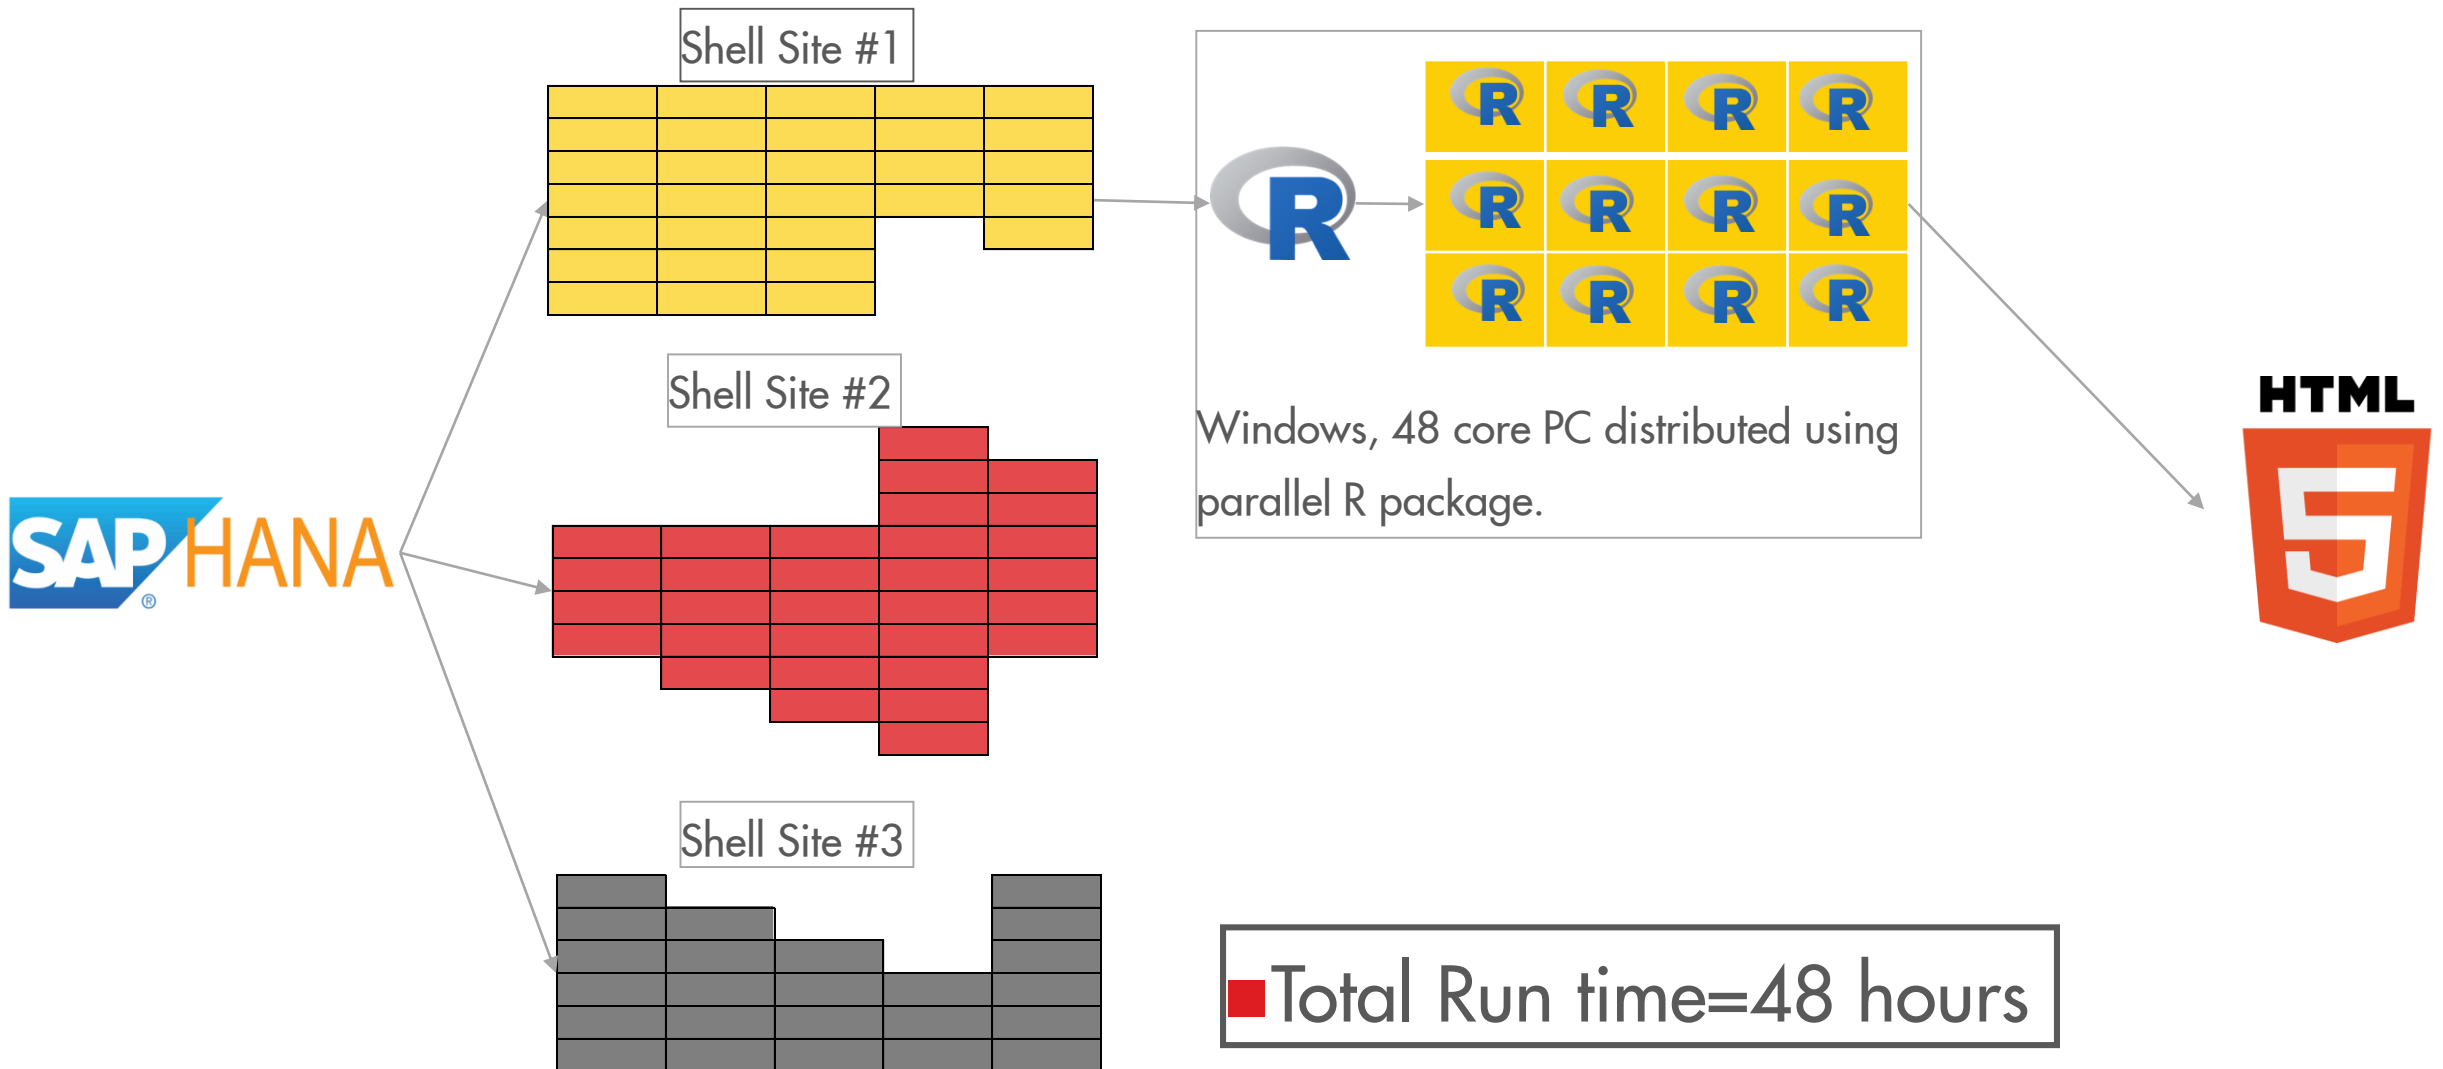 Shell Site #1
R R R R
R
R R R R
R R R R
Shell Site #2
Windows, 48 core PC distributed using
parallel R package.
HTML
5
SAP HANA
®
Shell Site #3
Total Run time=48 hours